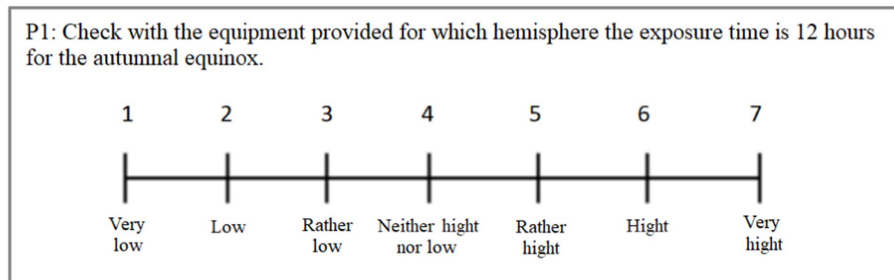 P1: Check with the equipment provided for which hemisphere the exposure time is 12 hours
for the autumnal equinox.
1 2 3 4 5 6 7
Very Low Rather Neither hight Rather Hight Very
low low nor low hight hight